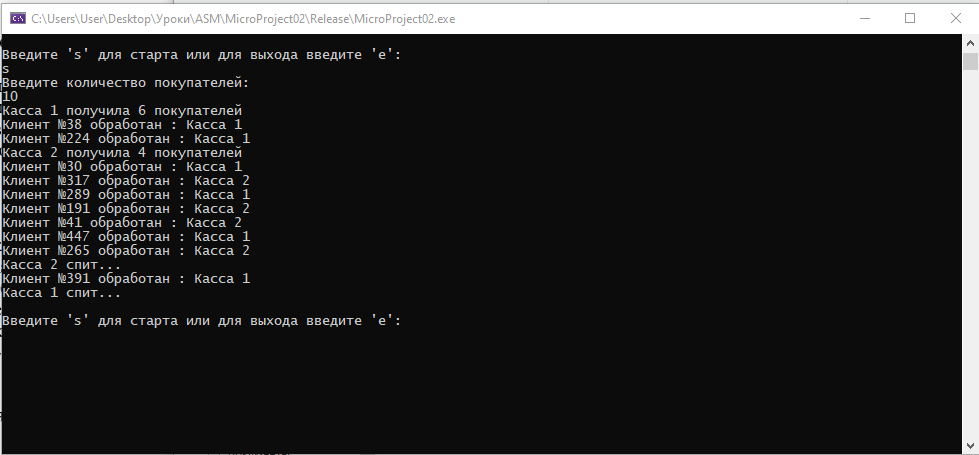 C:\Users\User\Desktop\Уроки\ASM\MicroProject02\Release\MicroProject02.exe
Введите 's' для старта или для выхода введите 'e':
s
Введите количество покупателей:
10
Касса 1 получила 6 покупателей
Клиент №38 обработан : Касса 1
Клиент №224 обработан : Касса 1
Касса 2 получила 4 покупателей
Клиент №30 обработан : Касса 1
Клиент №317 обработан : Касса 2
Клиент №289 обработан : Касса 1
Клиент №191 обработан : Касса 2
Клиент №41 обработан : Касса 2
Клиент №447 обработан : Касса 1
Клиент №265 обработан : Касса 2
Касса 2 спит...
Клиент №391 обработан : Касса 1
Касса 1 спит...
Введите 's' для старта или для выхода введите 'e':